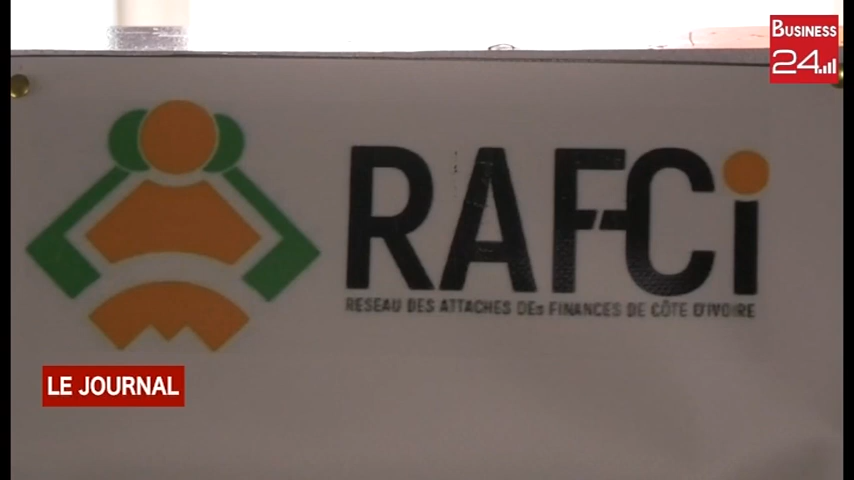 BUSINESS
24
RAFCi
RESEAU DES ATTACHES DEs FINANCES DE CÔTE D'IVOIRE
LE JOURNAL